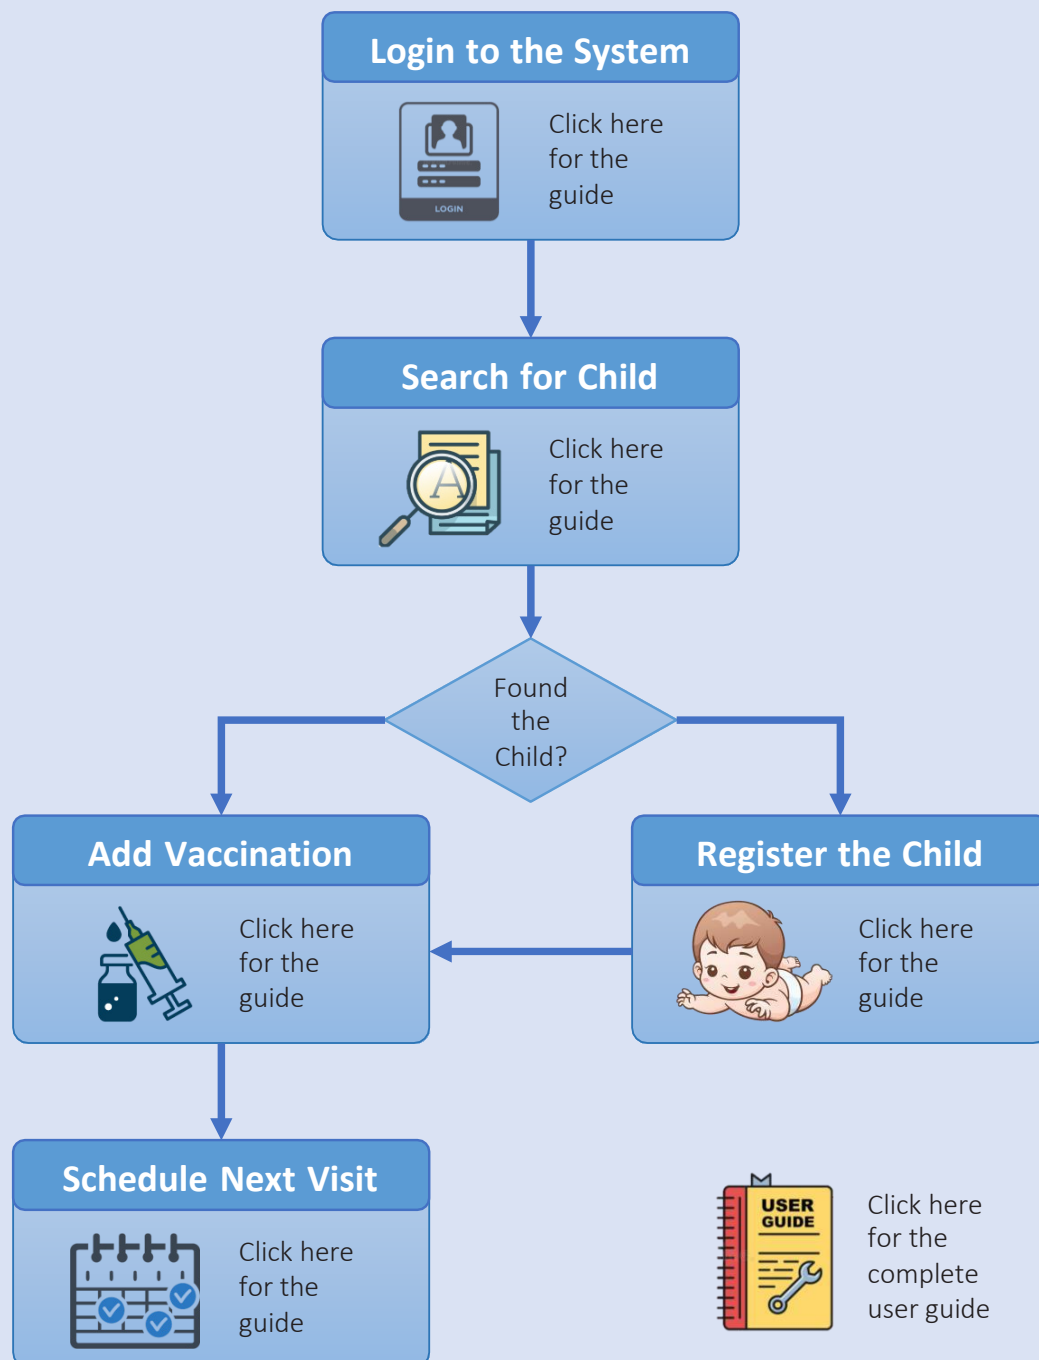 Login to the System
LOGIN
Click here
for the
guide
Search for Child
A
Click here
for the
guide
Found
the
Child?
Add Vaccination
Click here
for the
guide
Register the Child
Click here
for the
guide
Schedule Next Visit
Click here
for the
guide
USER
GUIDE
Click here
for the
complete
user guide